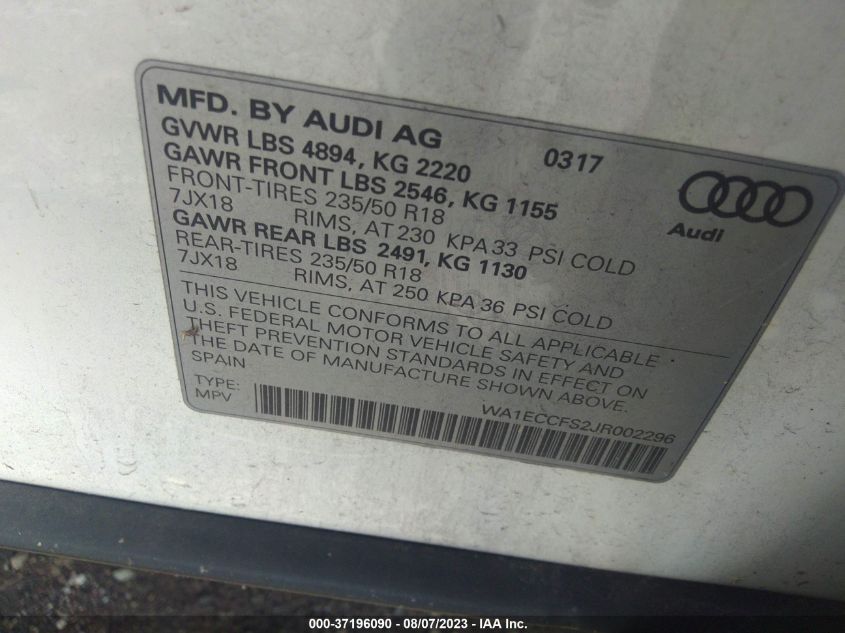 MFD. BY AUDI AG 0317
GVWR LBS 4894, KG 2220
GAWR FRONT LBS 2546, KG 1155
FRONT-TIRES 235/50 R18
7JX18 RIMS, AT 230 KPA 33 PSI COLD
GAWR REAR LBS 2491, KG 1130
REAR-TIRES 235/50 R18
7JX18 RIMS, AT 250 KPA 36 PSI COLD
Audi
THIS VEHICLE CONFORMS TO ALL APPLICABLE
U.S. FEDERAL MOTOR VEHICLE SAFETY AND
THEFT PREVENTION STANDARDS IN EFFECT ON
THE DATE OF MANUFACTURE SHOWN ABOVE.
SPAIN
TYPE: WA1ECCFS2JR002296
MPV
000-37196090 - 08/07/2023 - IAA Inc.